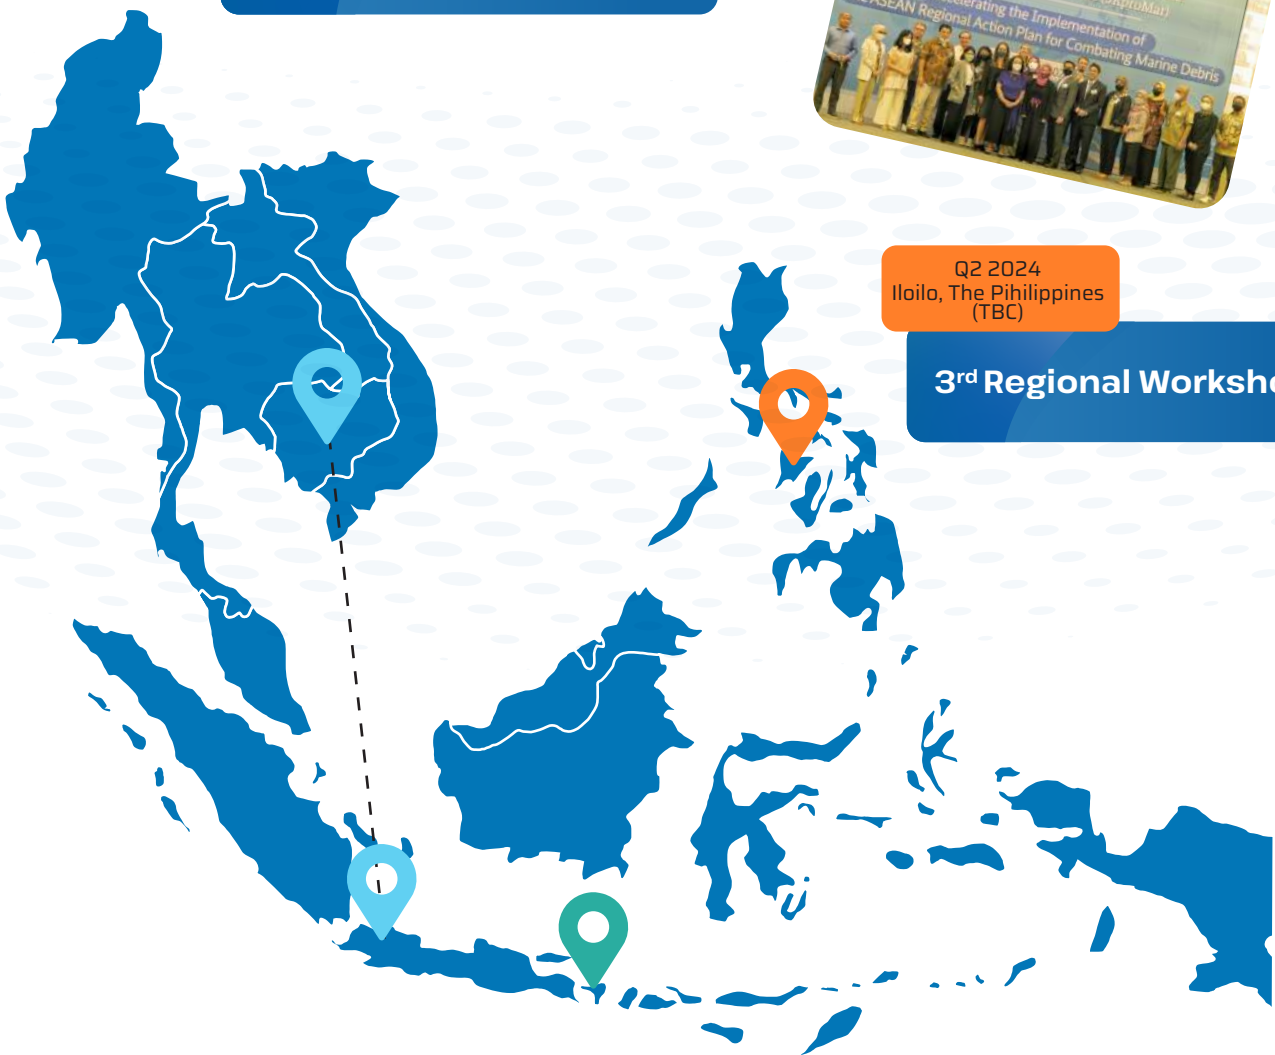 (3RproMar)
Accelerating the Implementation of
ASEAN Regional Action Plan for Combating Marine Debris
Q2 2024
Iloilo, The Pihilippines
(TBC)
3rd Regional Worksh